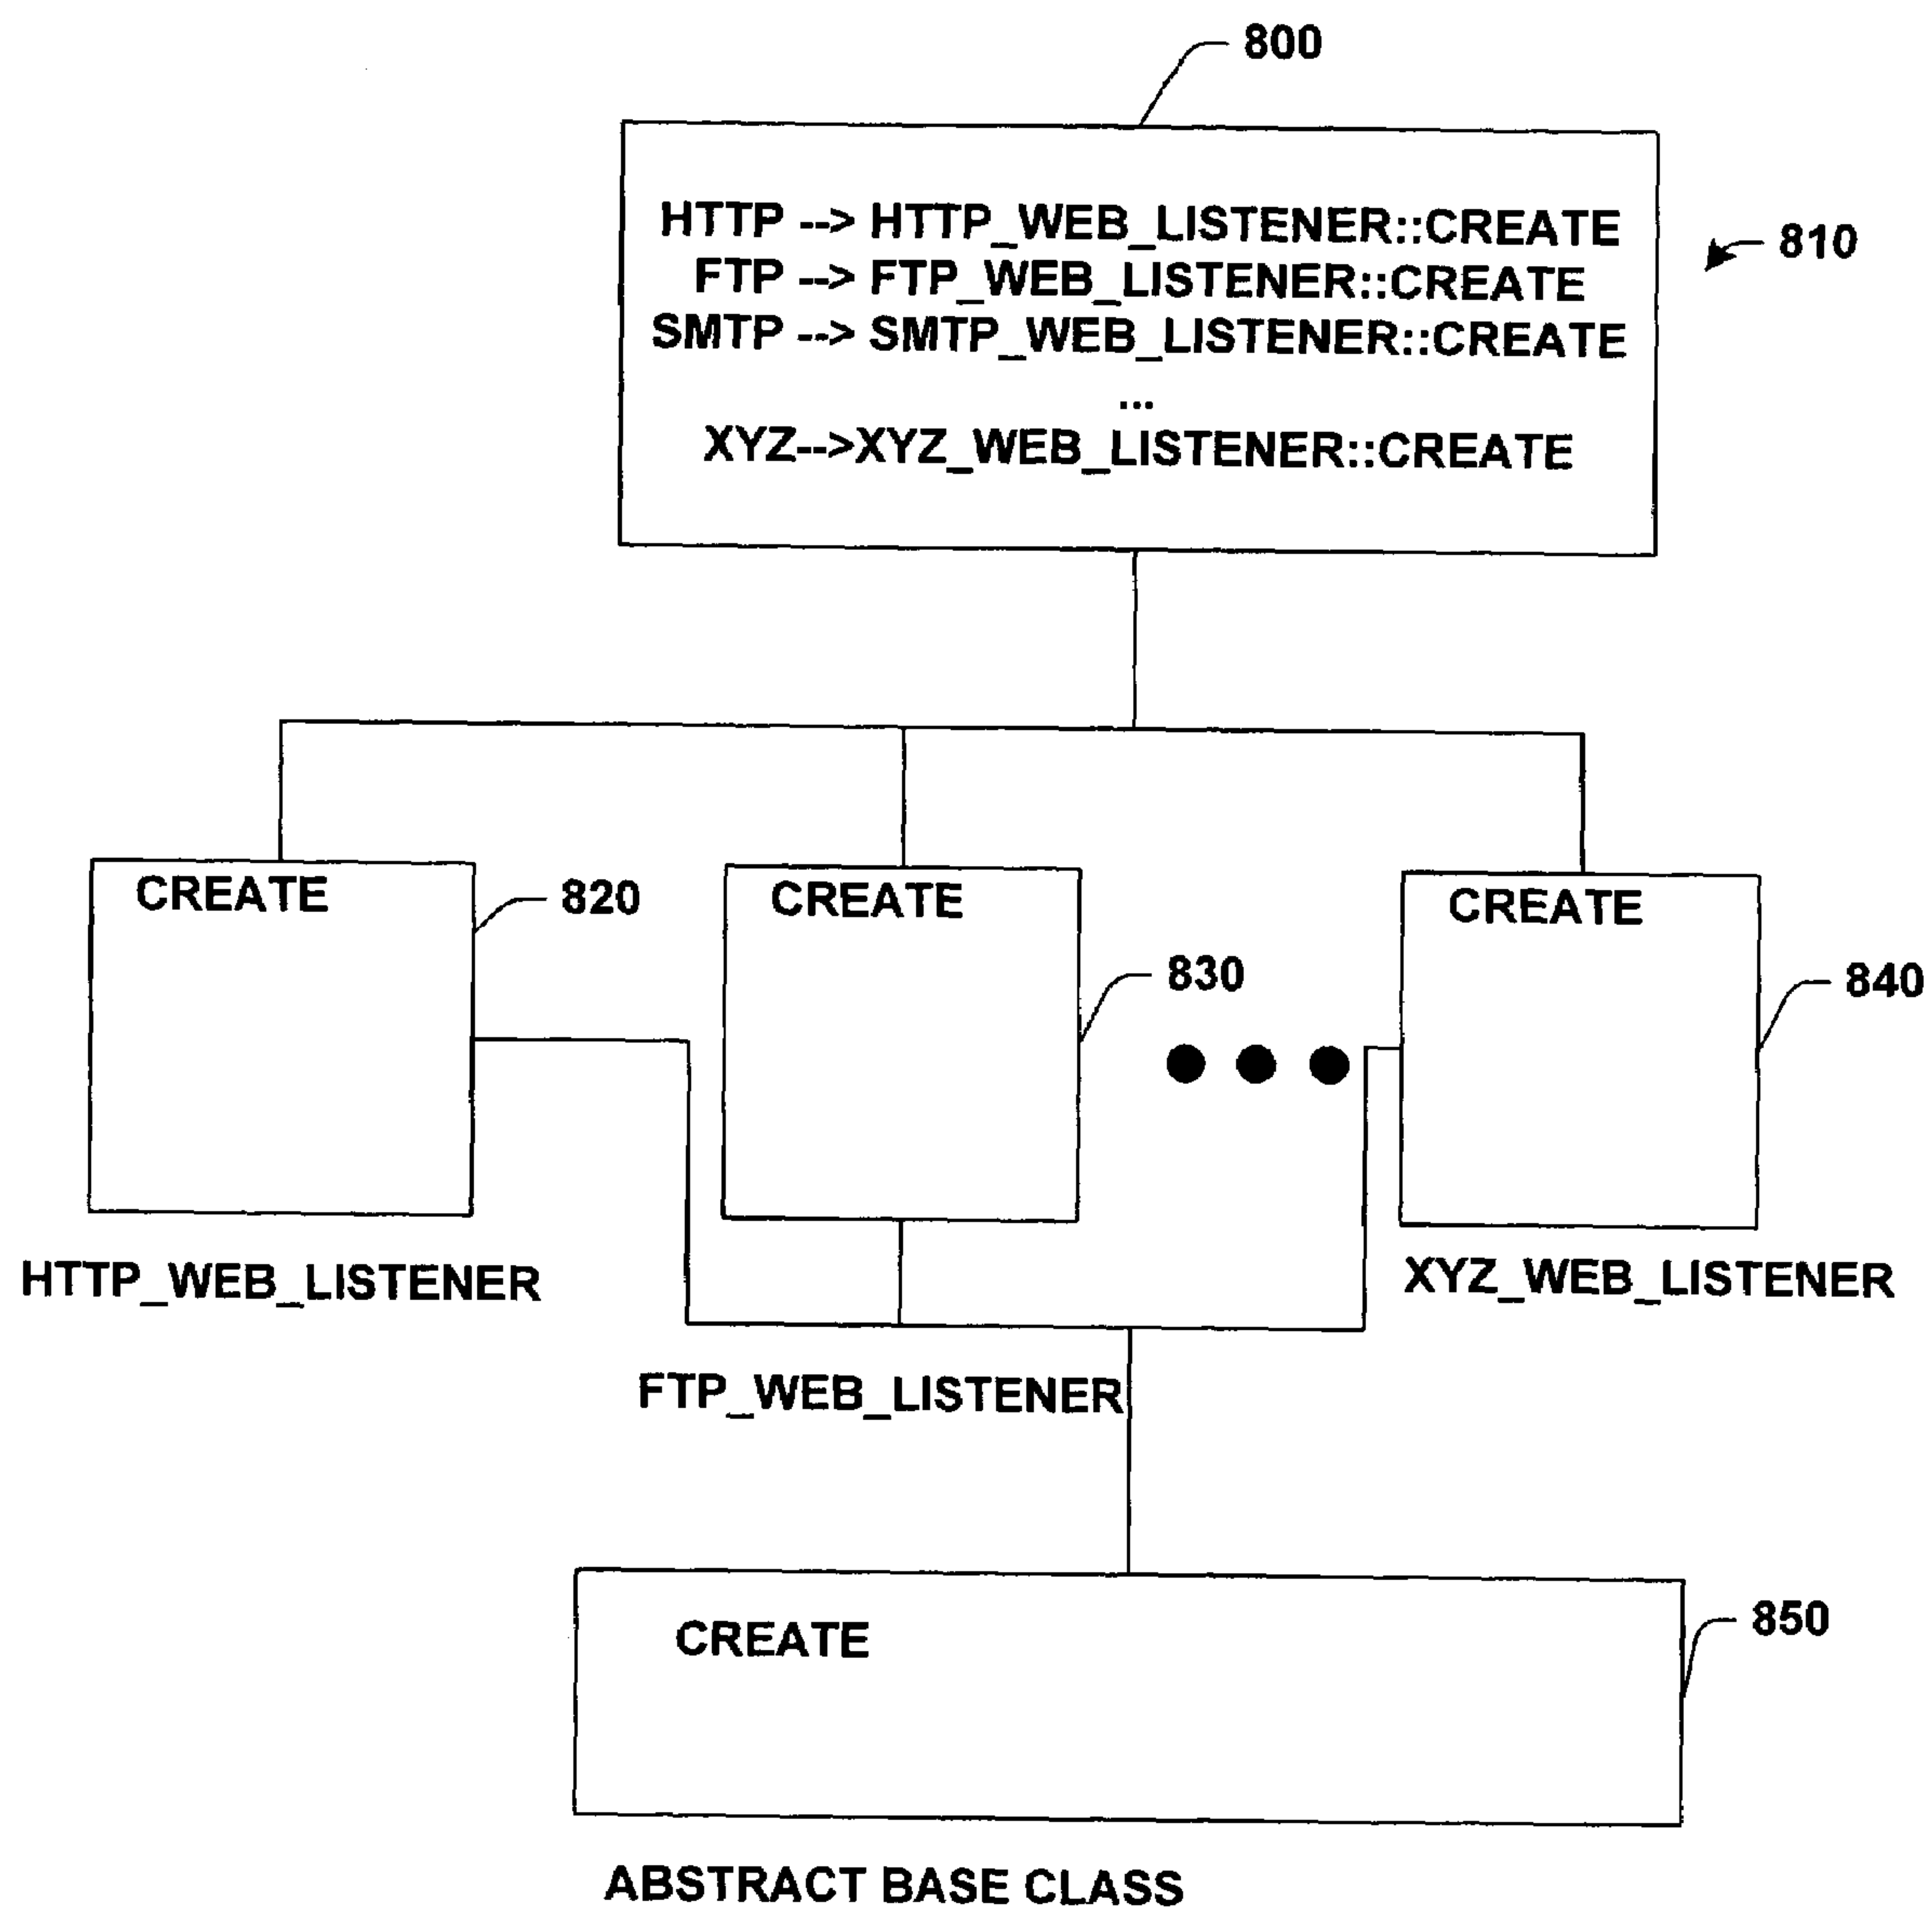 800
HTTP --> HTTP_WEB_LISTENER::CREATE
FTP --> FTP_WEB_LISTENER::CREATE
SMTP --> SMTP_WEB_LISTENER::CREATE
...
XYZ-->XYZ_WEB_LISTENER::CREATE
810
CREATE
820
CREATE
830
CREATE
840
HTTP_WEB_LISTENER
XYZ_WEB_LISTENER
FTP_WEB_LISTENER
CREATE
850
ABSTRACT BASE CLASS